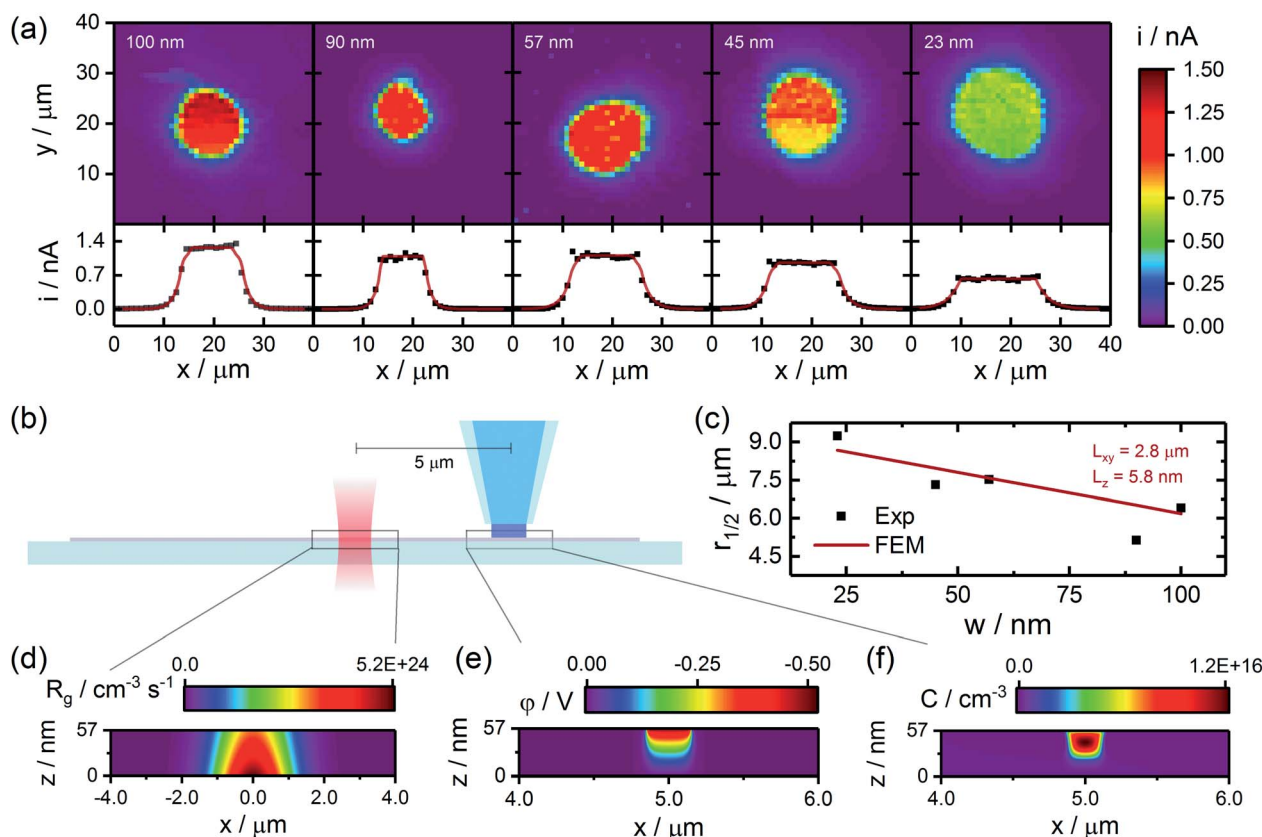 (a)
40
30
20
10
y / μm
100 nm
90 nm
57 nm
45 nm
23 nm
i / nA
1.50
1.25
1.00
0.75
0.50
0.25
0.00
1.4
0.7
0.0
i / nA
0 10 20 30 0 10 20 30 0 10 20 30 0 10 20 30 0 10 20 30 40
x / μm x / μm x / μm x / μm x / μm
(b)
5 μm
(c)
9.0
7.5
6.0
4.5
r1/2 / μm
Lxy = 2.8 μm
Lz = 5.8 nm
Exp
FEM
25 50 75 100
w / nm
(d)
0.0 5.2E+24
Rg / cm-3 s-1
57
0
z / nm
-4.0 -2.0 0.0 2.0 4.0
x / μm
(e)
0.00 -0.25 -0.50
φ / V
57
0
z / nm
4.0 5.0 6.0
x / μm
(f)
0.0 1.2E+16
C / cm-3
57
0
z / nm
4.0 5.0 6.0
x / μm